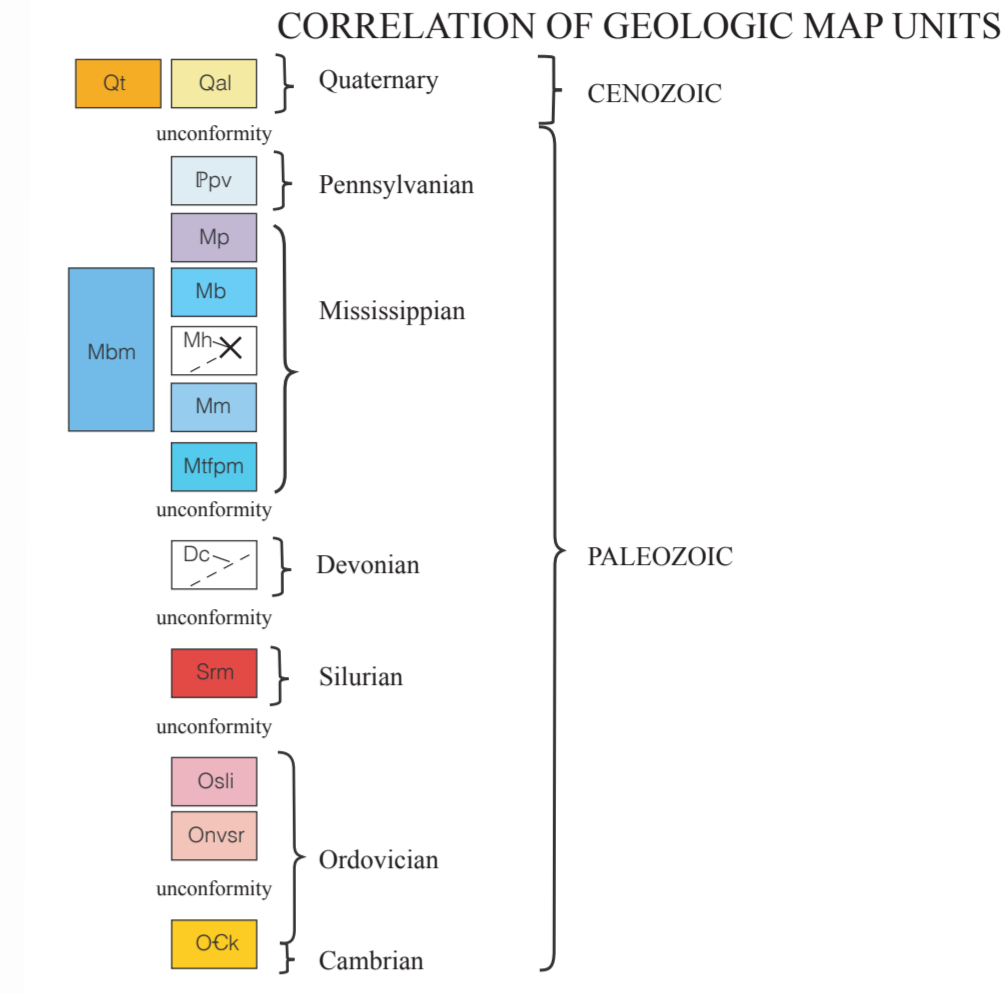 CORRELATION OF GEOLOGIC MAP UNITS
Qt Qal Quaternary CENOZOIC
unconformity
ℙpv Pennsylvanian
Mp
Mb Mississippian
Mbm Mh
Mm
Mtfpm
unconformity
Dc Devonian PALEOZOIC
unconformity
Srm Silurian
unconformity
Osli
Onvsr Ordovician
unconformity
OЄk Cambrian